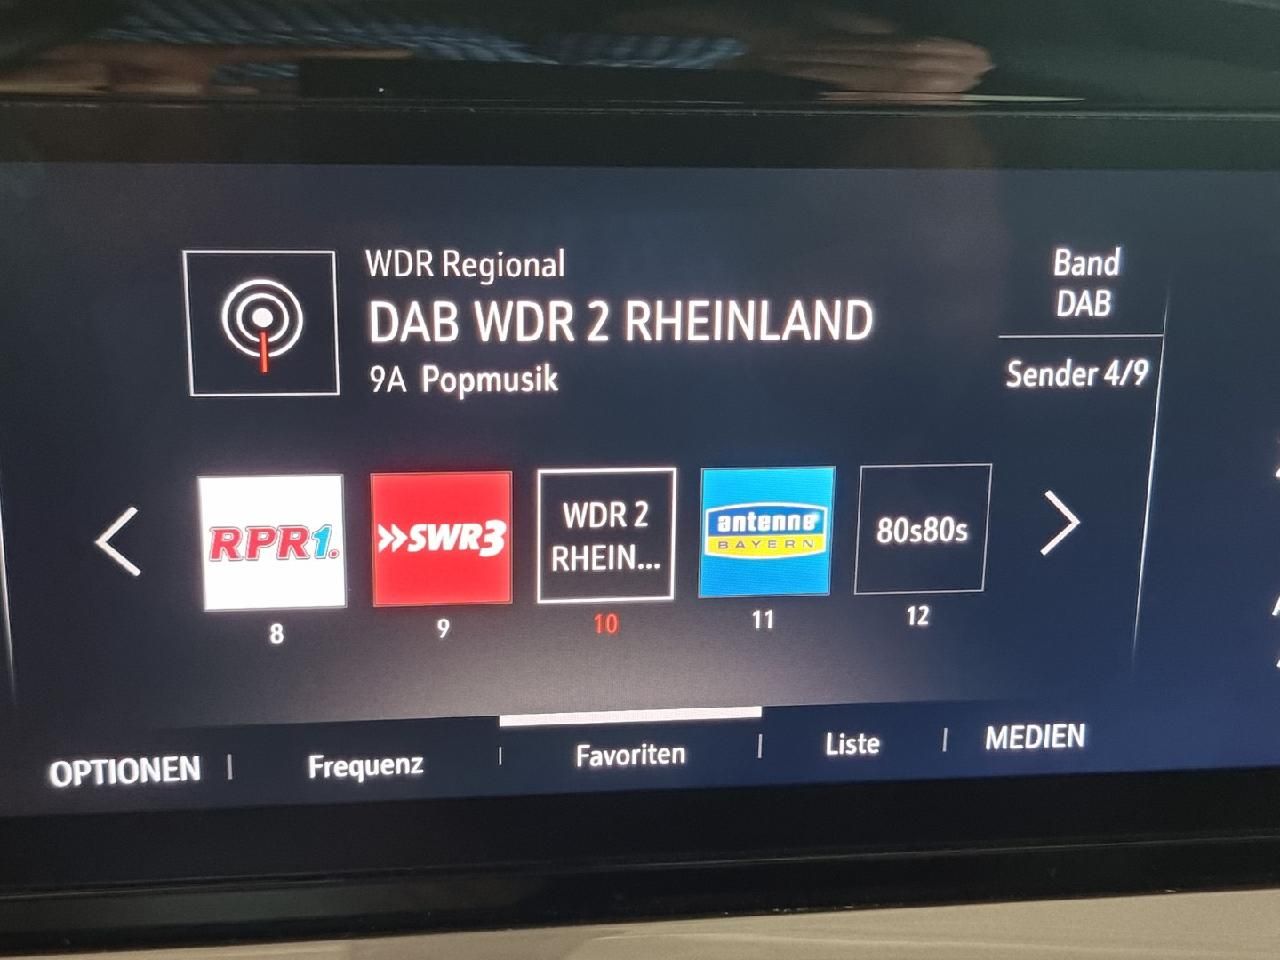 WDR Regional
DAB WDR 2 RHEINLAND
9A Popmusik
Band
DAB
Sender 4/9
RPR1.
SWR3
WDR 2
RHEIN...
antenne
BAYERN
80s80s
8
9
10
11
12
OPTIONEN
Frequenz
Favoriten
Liste
MEDIEN